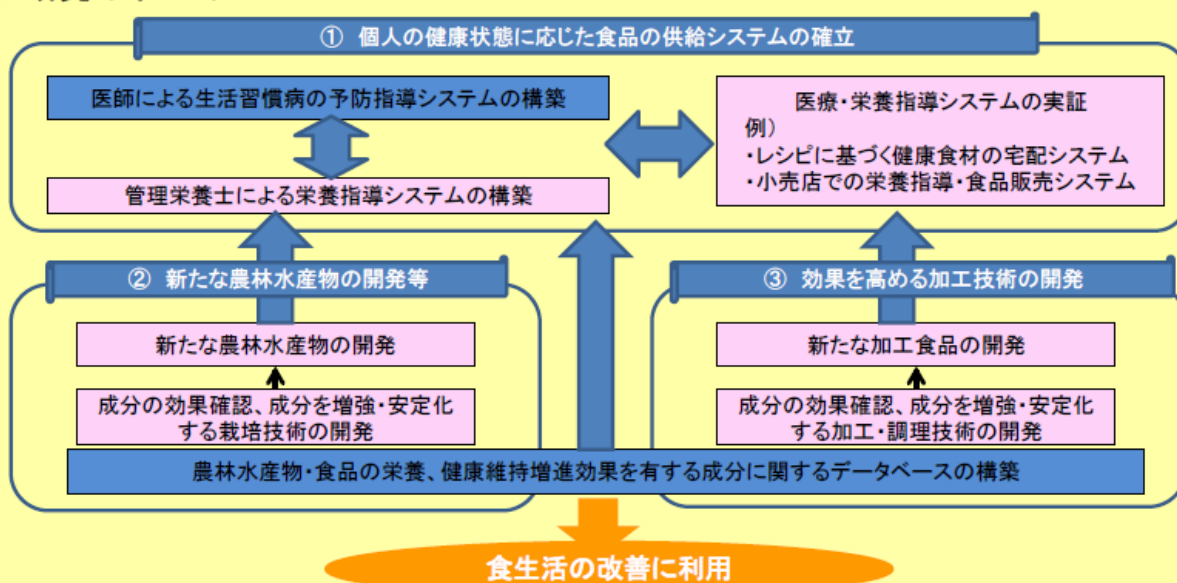 ① 個人の健康状態に応じた食品の供給システムの確立
医師による生活習慣病の予防指導システムの構築
管理栄養士による栄養指導システムの構築
医療・栄養指導システムの実証
例)
・レシピに基づく健康食材の宅配システム
・小売店での栄養指導・食品販売システム
② 新たな農林水産物の開発等
新たな農林水産物の開発
成分の効果確認、成分を増強・安定化
する栽培技術の開発
③ 効果を高める加工技術の開発
新たな加工食品の開発
成分の効果確認、成分を増強・安定化
する加工・調理技術の開発
農林水産物・食品の栄養、健康維持増進効果を有する成分に関するデータベースの構築
食生活の改善に利用